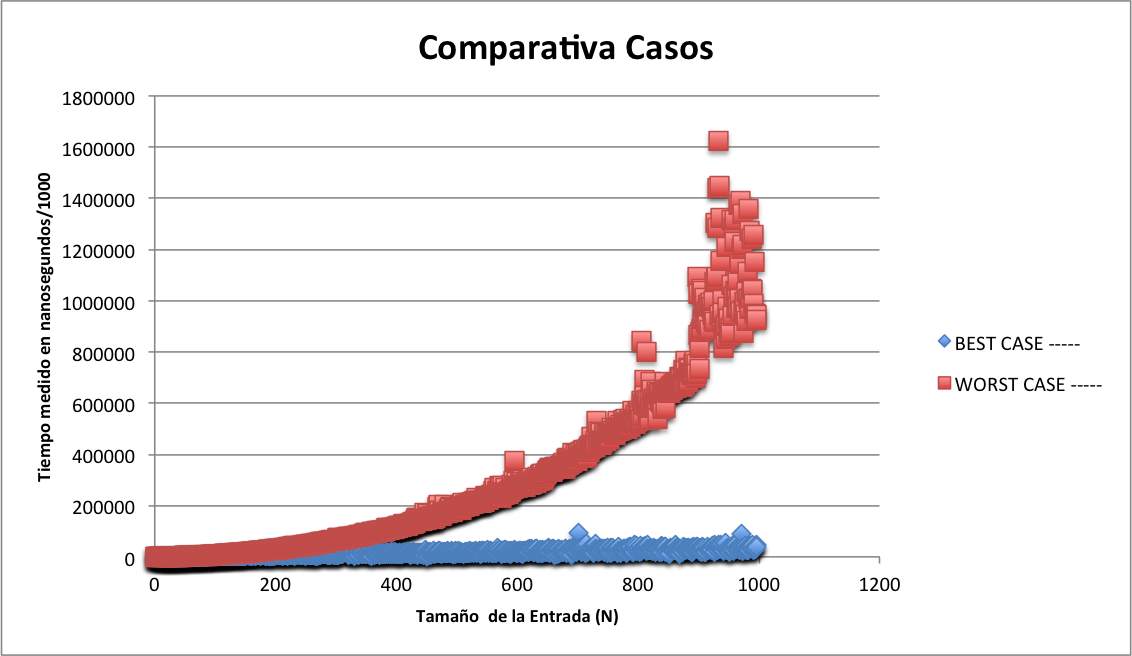 Comparativa Casos
1800000
1600000
1400000
1200000
1000000
800000
600000
400000
200000
0
Tiempo medido en nanosegundos/1000
0 200 400 600 800 1000 1200
Tamaño de la Entrada (N)
BEST CASE -----
WORST CASE -----